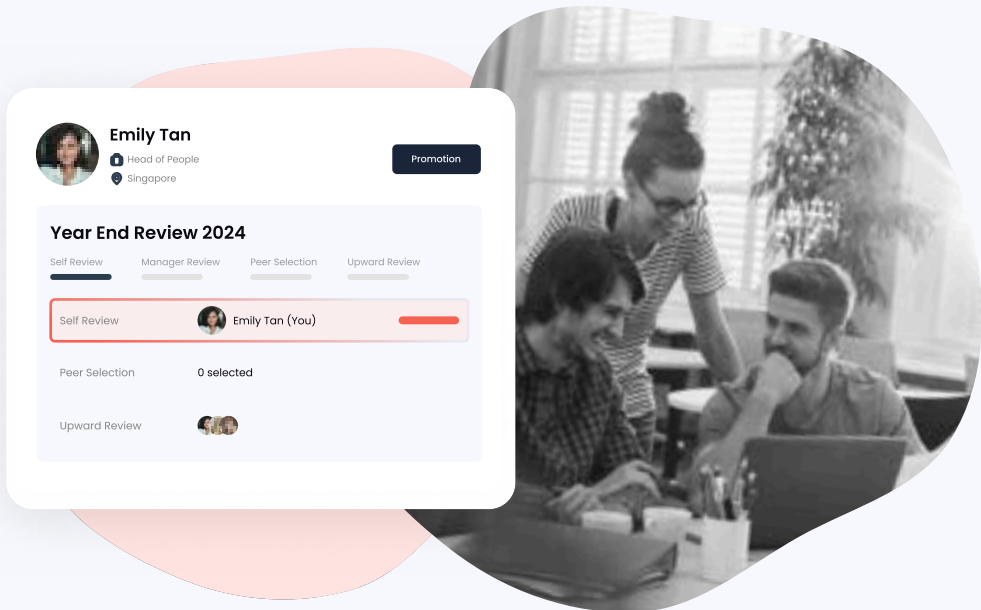 Emily Tan
Head of People
Singapore
Promotion
Year End Review 2024
Self Review Manager Review Peer Selection Upward Review
Self Review Emily Tan (You)
Peer Selection 0 selected
Upward Review